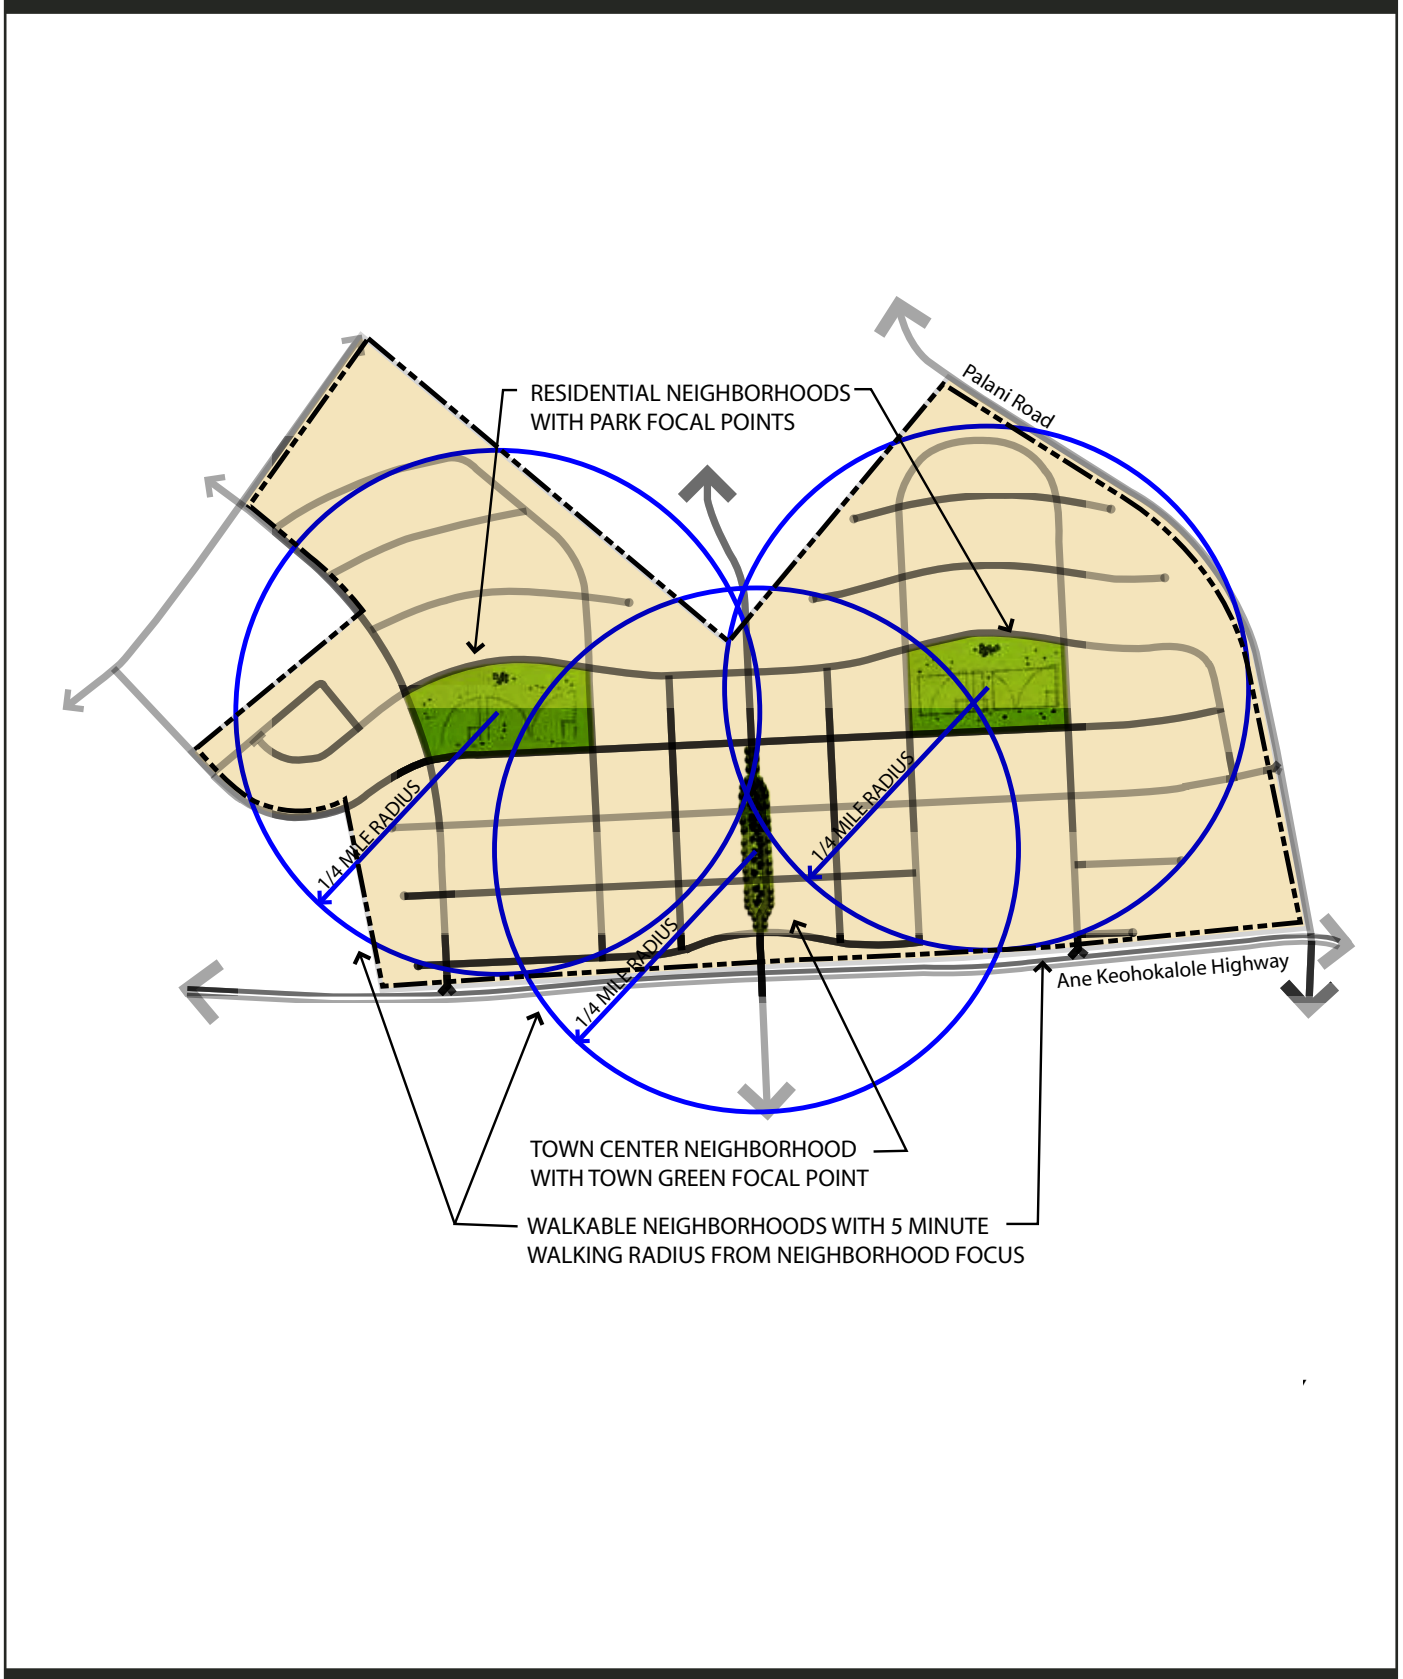 Palani Road
RESIDENTIAL NEIGHBORHOODS
WITH PARK FOCAL POINTS
1/4 MILE RADIUS
1/4 MILE RADIUS
1/4 MILE RADIUS
Ane Keohokalole Highway
TOWN CENTER NEIGHBORHOOD
WITH TOWN GREEN FOCAL POINT
WALKABLE NEIGHBORHOODS WITH 5 MINUTE
WALKING RADIUS FROM NEIGHBORHOOD FOCUS